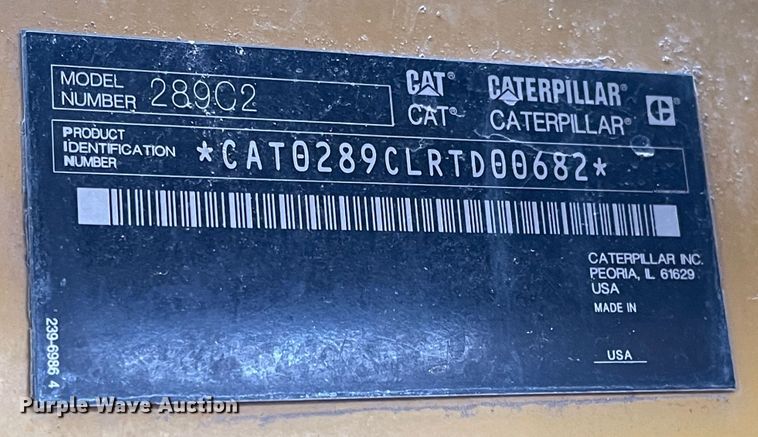 MODEL
NUMBER 289C2
CAT® CATERPILLAR®
CAT® CATERPILLAR®
PRODUCT
IDENTIFICATION
NUMBER
*CAT0289CLRTD00682*
CATERPILLAR INC.
PEORIA, IL 61629
USA
MADE IN
USA
239-6986 4
Purple Wave Auction